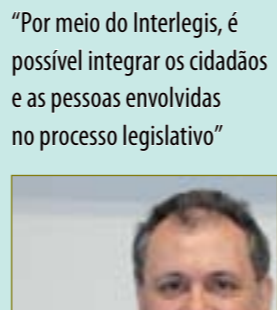 “Por meio do Interlegis, é
possível integrar os cidadãos
e as pessoas envolvidas
no processo legislativo”